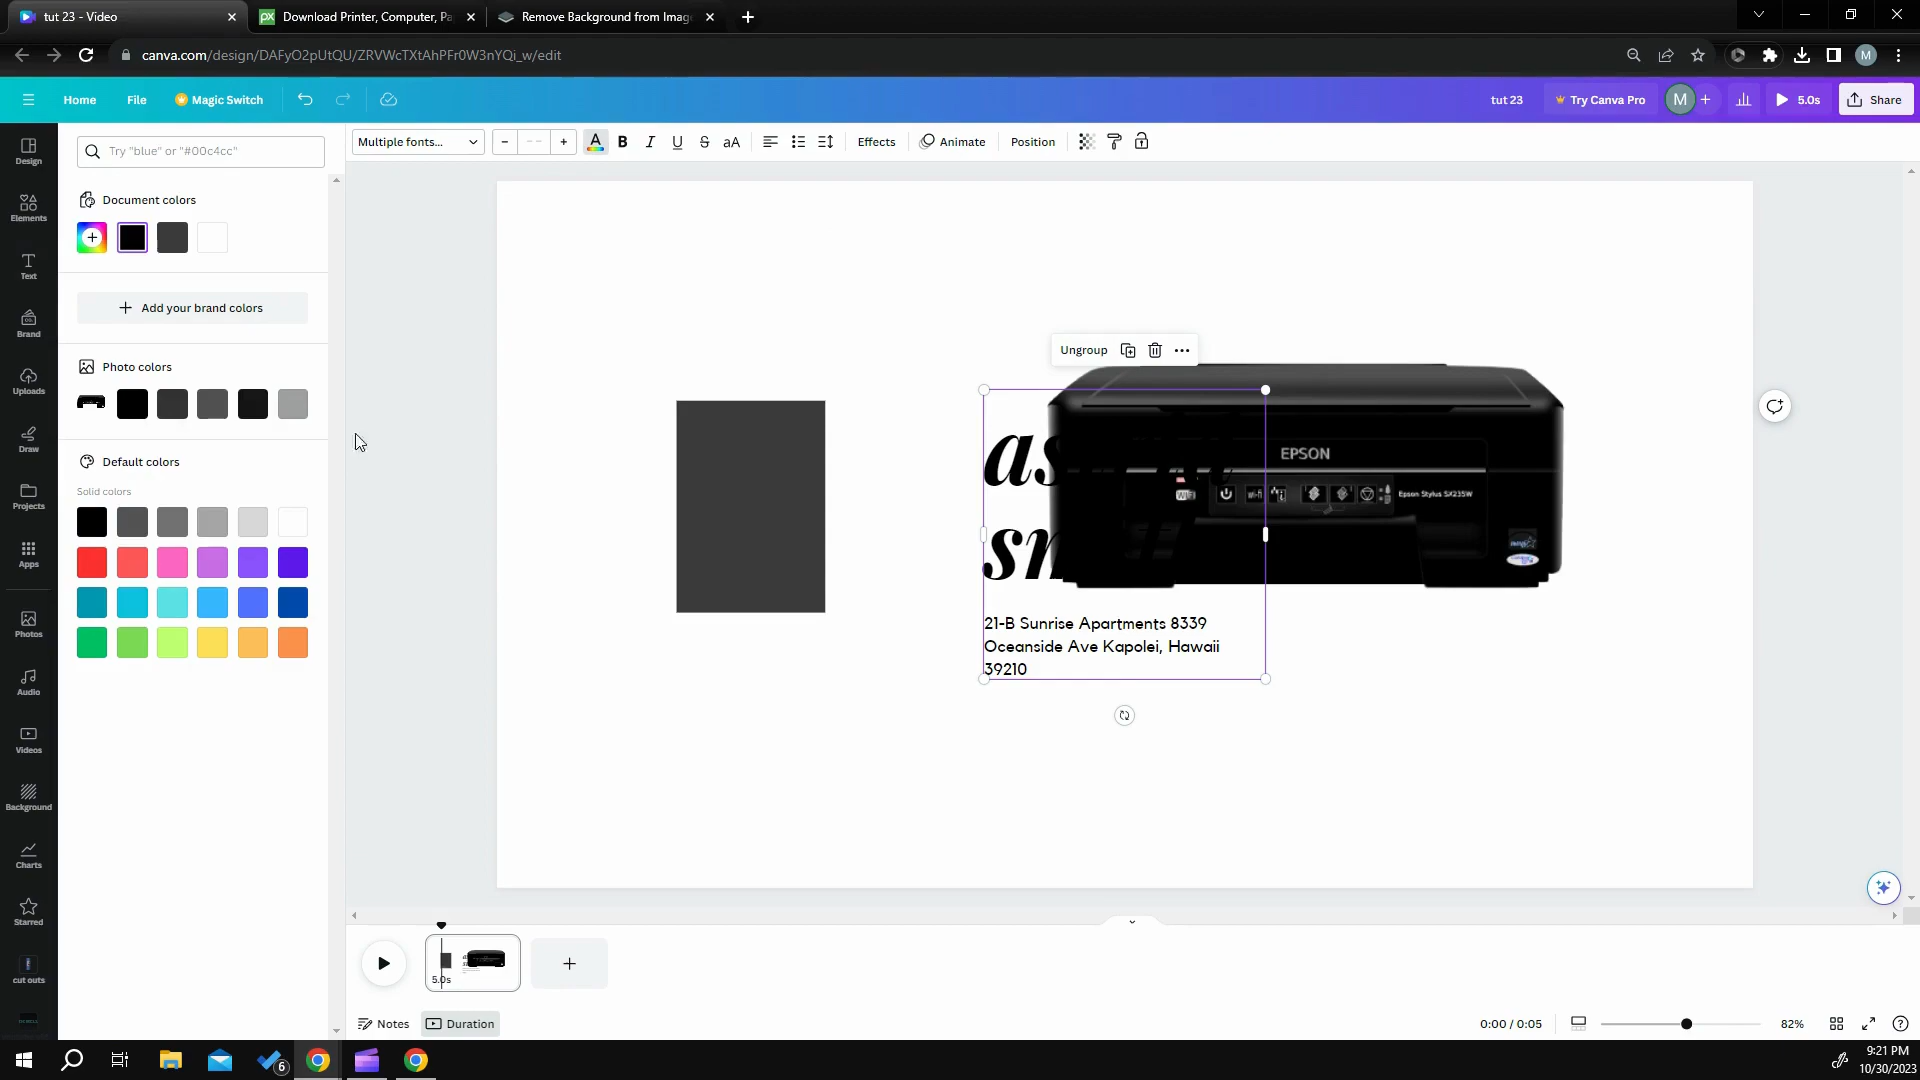 tut 23 - Video
Download Printer, Computer, Pa
Remove Background from Imag
canva.com/design/DAFyO2pUtQU/ZRVWcTXtAhPFr0W3nYQi_w/edit
M
Home
File
Magic Switch
tut 23
Try Canva Pro
M
5.0s
Share
Multiple fonts...
Effects
Animate
Position
Try "blue" or "#00c4cc"
Document colors
Add your brand colors
Photo colors
Default colors
Solid colors
Design
Elements
Text
Brand
Uploads
Draw
Projects
Apps
Photos
Audio
Videos
Background
Charts
Starred
cut outs
Ungroup
EPSON
Epson Stylus SX235W
21-B Sunrise Apartments 8339
Oceanside Ave Kapolei, Hawaii
39210
5.0s
Notes
Duration
0:00 / 0:05
82%
6
9:21 PM
10/30/2023